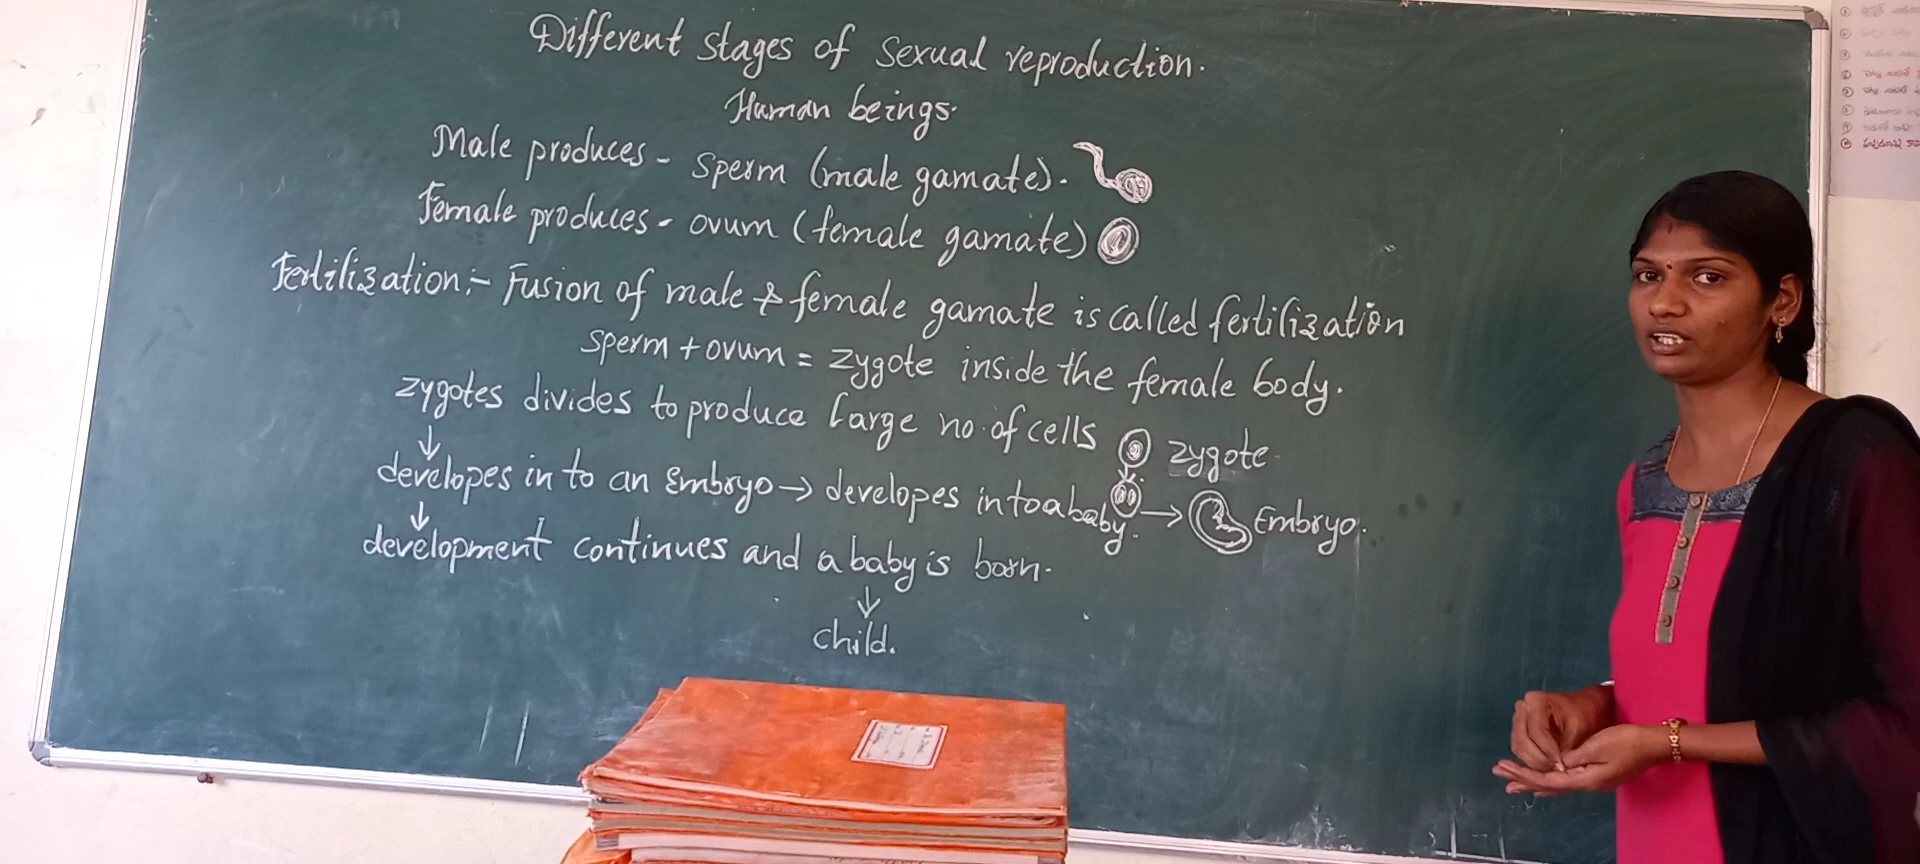 Different stages of sexual reproduction.
Human beings.
Male produces - sperm (male gamate).
Female produces - ovum (female gamate)
Fertilization :- Fusion of male & female gamate is called fertilization
sperm + ovum = zygote inside the female body.
zygotes divides to produce large no. of cells
zygote
↓
developes in to an Embryo → developes into a baby.
→ Embryo.
↓
development continues and a baby is born.
↓
child.